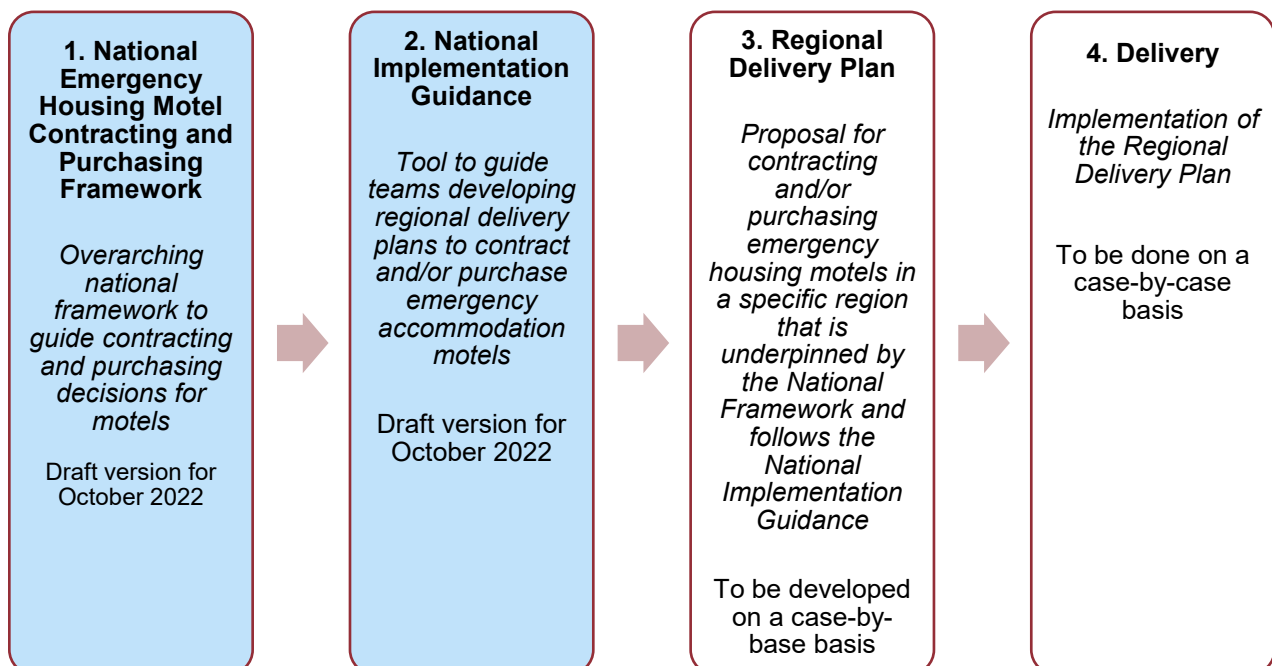 1. National
Emergency
Housing Motel
Contracting and
Purchasing
Framework
Overarching
national
framework to
guide contracting
and purchasing
decisions for
motels
Draft version for
October 2022
2. National
Implementation
Guidance
Tool to guide
teams developing
regional delivery
plans to contract
and/or purchase
emergency
accommodation
motels
Draft version for
October 2022
3. Regional
Delivery Plan
Proposal for
contracting
and/or
purchasing
emergency
housing motels in
a specific region
that is
underpinned by
the National
Framework and
follows the
National
Implementation
Guidance
To be developed
on a case-by-
base basis
4. Delivery
Implementation of
the Regional
Delivery Plan
To be done on a
case-by-case
basis